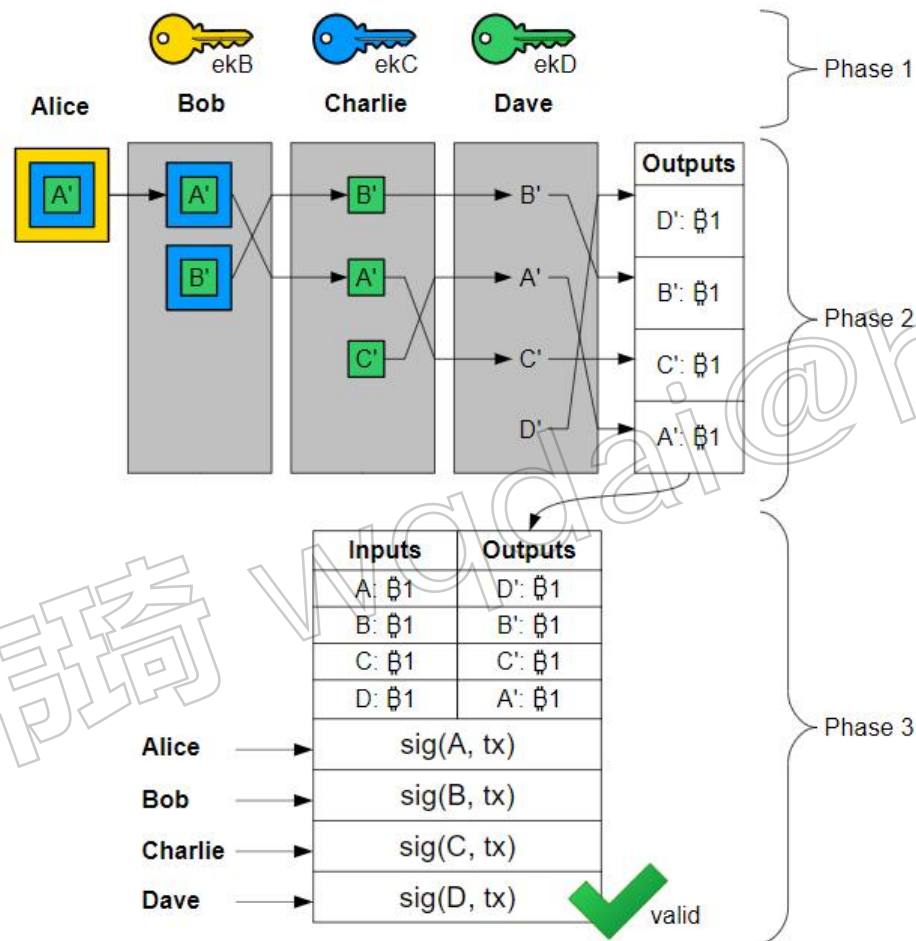 ekB
ekC
ekD
Phase 1
Alice
Bob
Charlie
Dave
A'
A'
B'
B'
A'
C'
B'
A'
C'
D'
Outputs
D': ₿1
B': ₿1
C': ₿1
A': ₿1
Phase 2
Inputs
Outputs
A: ₿1
D': ₿1
B: ₿1
B': ₿1
C: ₿1
C': ₿1
D: ₿1
A': ₿1
Alice
sig(A, tx)
Bob
sig(B, tx)
Charlie
sig(C, tx)
Dave
sig(D, tx)
valid
Phase 3
琦 wqdai@